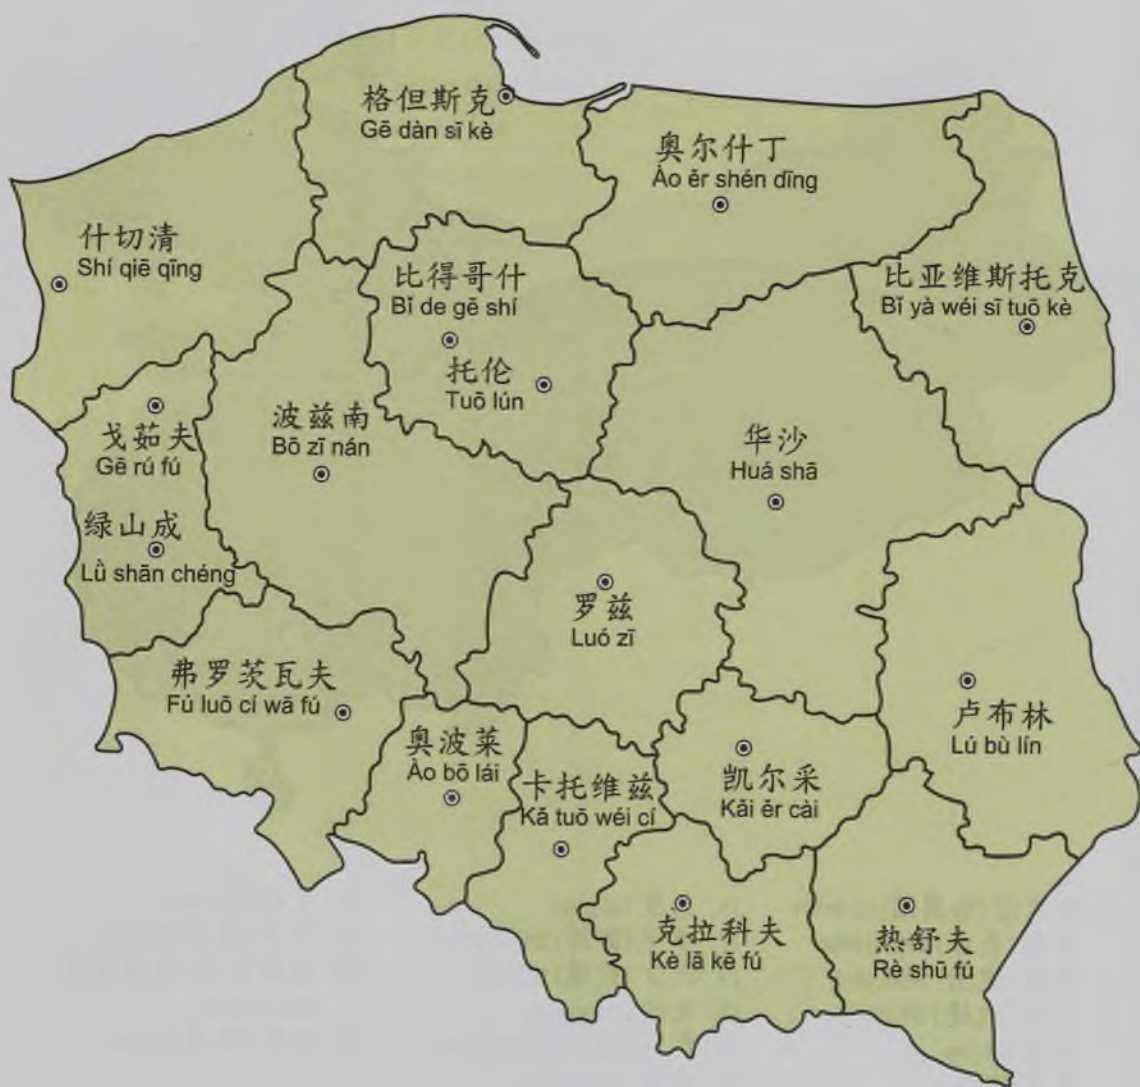 格但斯克
Gē dàn sī kè
奥尔什丁
Ào ěr shén dīng
什切清
Shí qiē qīng
比得哥什
Bǐ de gē shí
比亚维斯托克
Bǐ yà wéi sī tuō kè
托伦
Tuō lún
戈茹夫
Gē rú fú
波兹南
Bō zī nán
华沙
Huá shā
绿山成
Lǜ shān chéng
罗兹
Luó zī
弗罗茨瓦夫
Fú luō cí wā fú
卢布林
Lú bù lín
奥波莱
Ào bō lái
卡托维兹
Kǎ tuō wéi cí
凯尔采
Kǎi ěr cài
克拉科夫
Kè lā kē fú
热舒夫
Rè shū fú